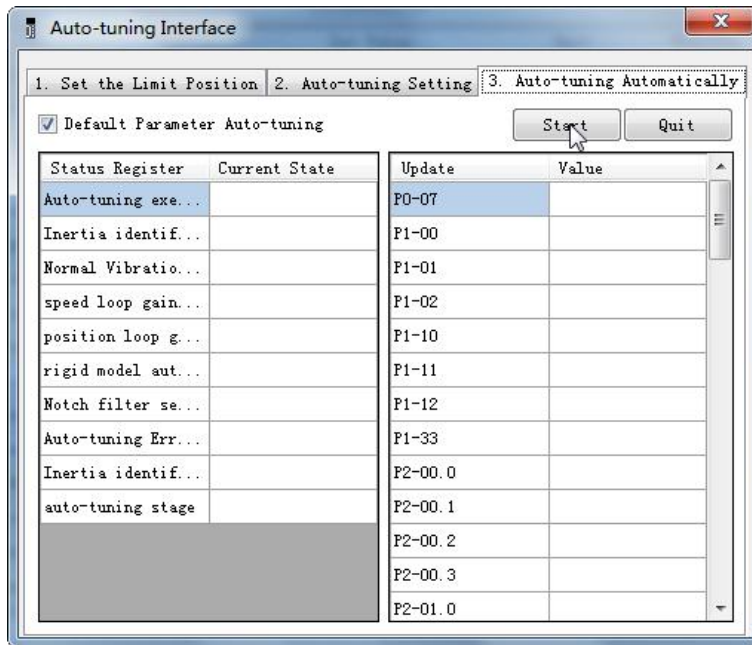 Auto-tuning Interface
1. Set the Limit Position 2. Auto-tuning Setting 3. Auto-tuning Automatically
Default Parameter Auto-tuning Start Quit
Status Register Current State Update Value
Auto-tuning exe... P0-07
Inertia identif... P1-00
Normal Vibratio... P1-01
speed loop gain... P1-02
position loop g... P1-10
rigid model aut... P1-11
Notch filter se... P1-12
Auto-tuning Err... P1-33
Inertia identif... P2-00.0
auto-tuning stage P2-00.1
P2-00.2
P2-00.3
P2-01.0